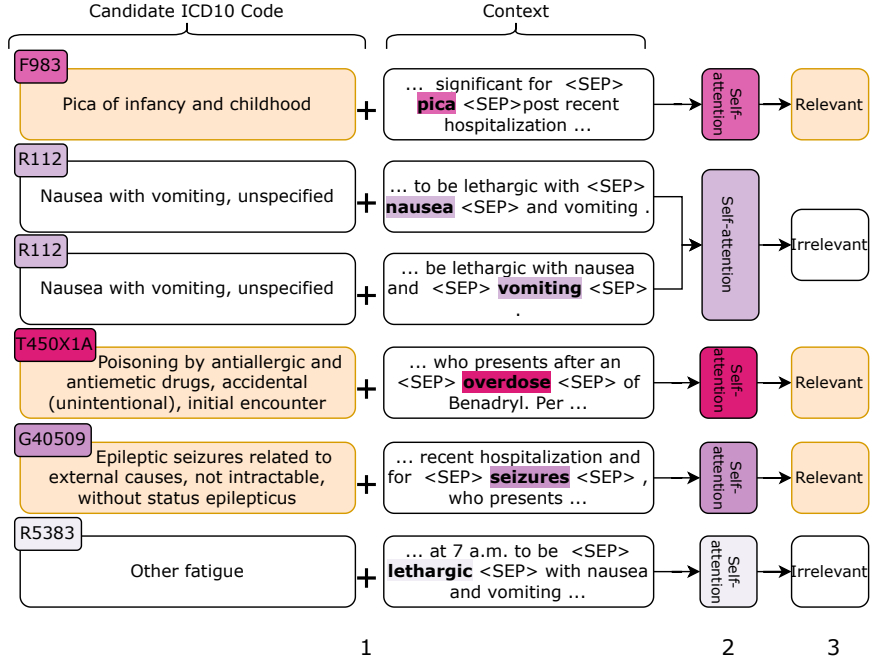 Candidate ICD10 Code
Context
F983
Pica of infancy and childhood
+
... significant for <SEP>
pica <SEP>post recent
hospitalization ...
Self-
attention
Relevant
R112
Nausea with vomiting, unspecified
+
... to be lethargic with <SEP>
nausea <SEP> and vomiting .
Self-attention
Irrelevant
R112
Nausea with vomiting, unspecified
+
... be lethargic with nausea
and <SEP> vomiting <SEP>
.
T450X1A
Poisoning by antiallergic and
antiemetic drugs, accidental
(unintentional), initial encounter
+
... who presents after an
<SEP> overdose <SEP> of
Benadryl. Per ...
Self-
attention
Relevant
G40509
Epileptic seizures related to
external causes, not intractable,
without status epilepticus
+
... recent hospitalization and
for <SEP> seizures <SEP> ,
who presents ...
Self-
attention
Relevant
R5383
Other fatigue
+
... at 7 a.m. to be <SEP>
lethargic <SEP> with nausea
and vomiting ...
Self-
attention
Irrelevant
1
2
3